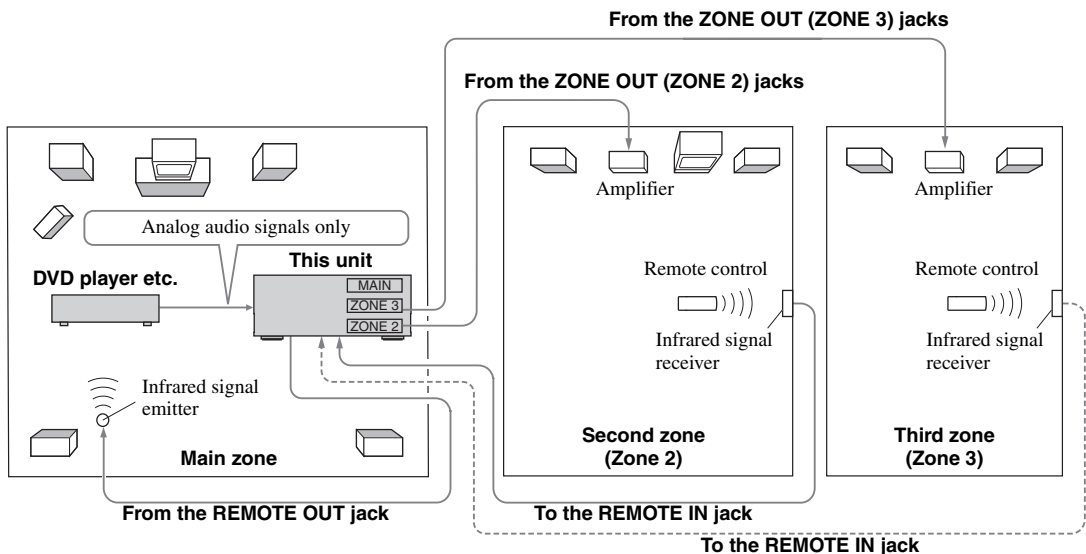 From the ZONE OUT (ZONE 3) jacks
From the ZONE OUT (ZONE 2) jacks
Amplifier
Amplifier
Analog audio signals only
DVD player etc.
This unit
MAIN
ZONE 3
ZONE 2
Remote control
Infrared signal
receiver
Remote control
Infrared signal
receiver
Infrared signal
emitter
Main zone
Second zone
(Zone 2)
Third zone
(Zone 3)
From the REMOTE OUT jack
To the REMOTE IN jack
To the REMOTE IN jack